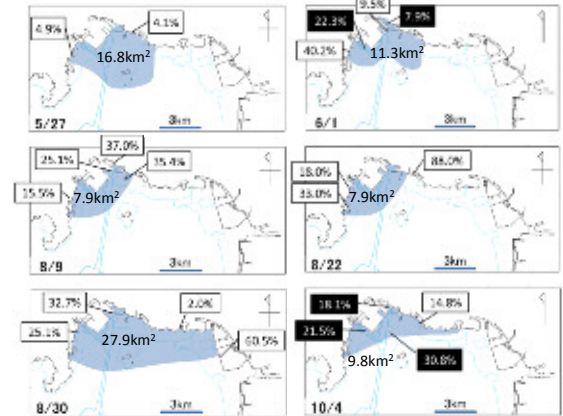 4.9%
4.1%
16.8km²
3km
5/27
9.5%
22.3%
7.9%
40.2%
11.3km²
3km
6/1
37.0%
25.1%
35.4%
15.5%
7.9km²
3km
8/9
18.0%
88.0%
33.0%
7.9km²
3km
8/22
32.7%
2.0%
25.1%
60.5%
27.9km²
3km
8/30
18.1%
14.8%
21.5%
30.8%
9.8km²
3km
10/4